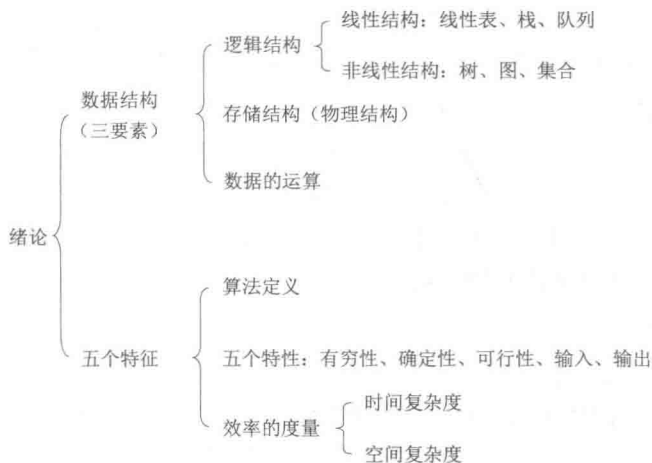 线性结构：线性表、栈、队列
逻辑结构
非线性结构：树、图、集合
数据结构
（三要素）
存储结构（物理结构）
数据的运算
绪论
算法定义
五个特征
五个特性：有穷性、确定性、可行性、输入、输出
时间复杂度
效率的度量
空间复杂度